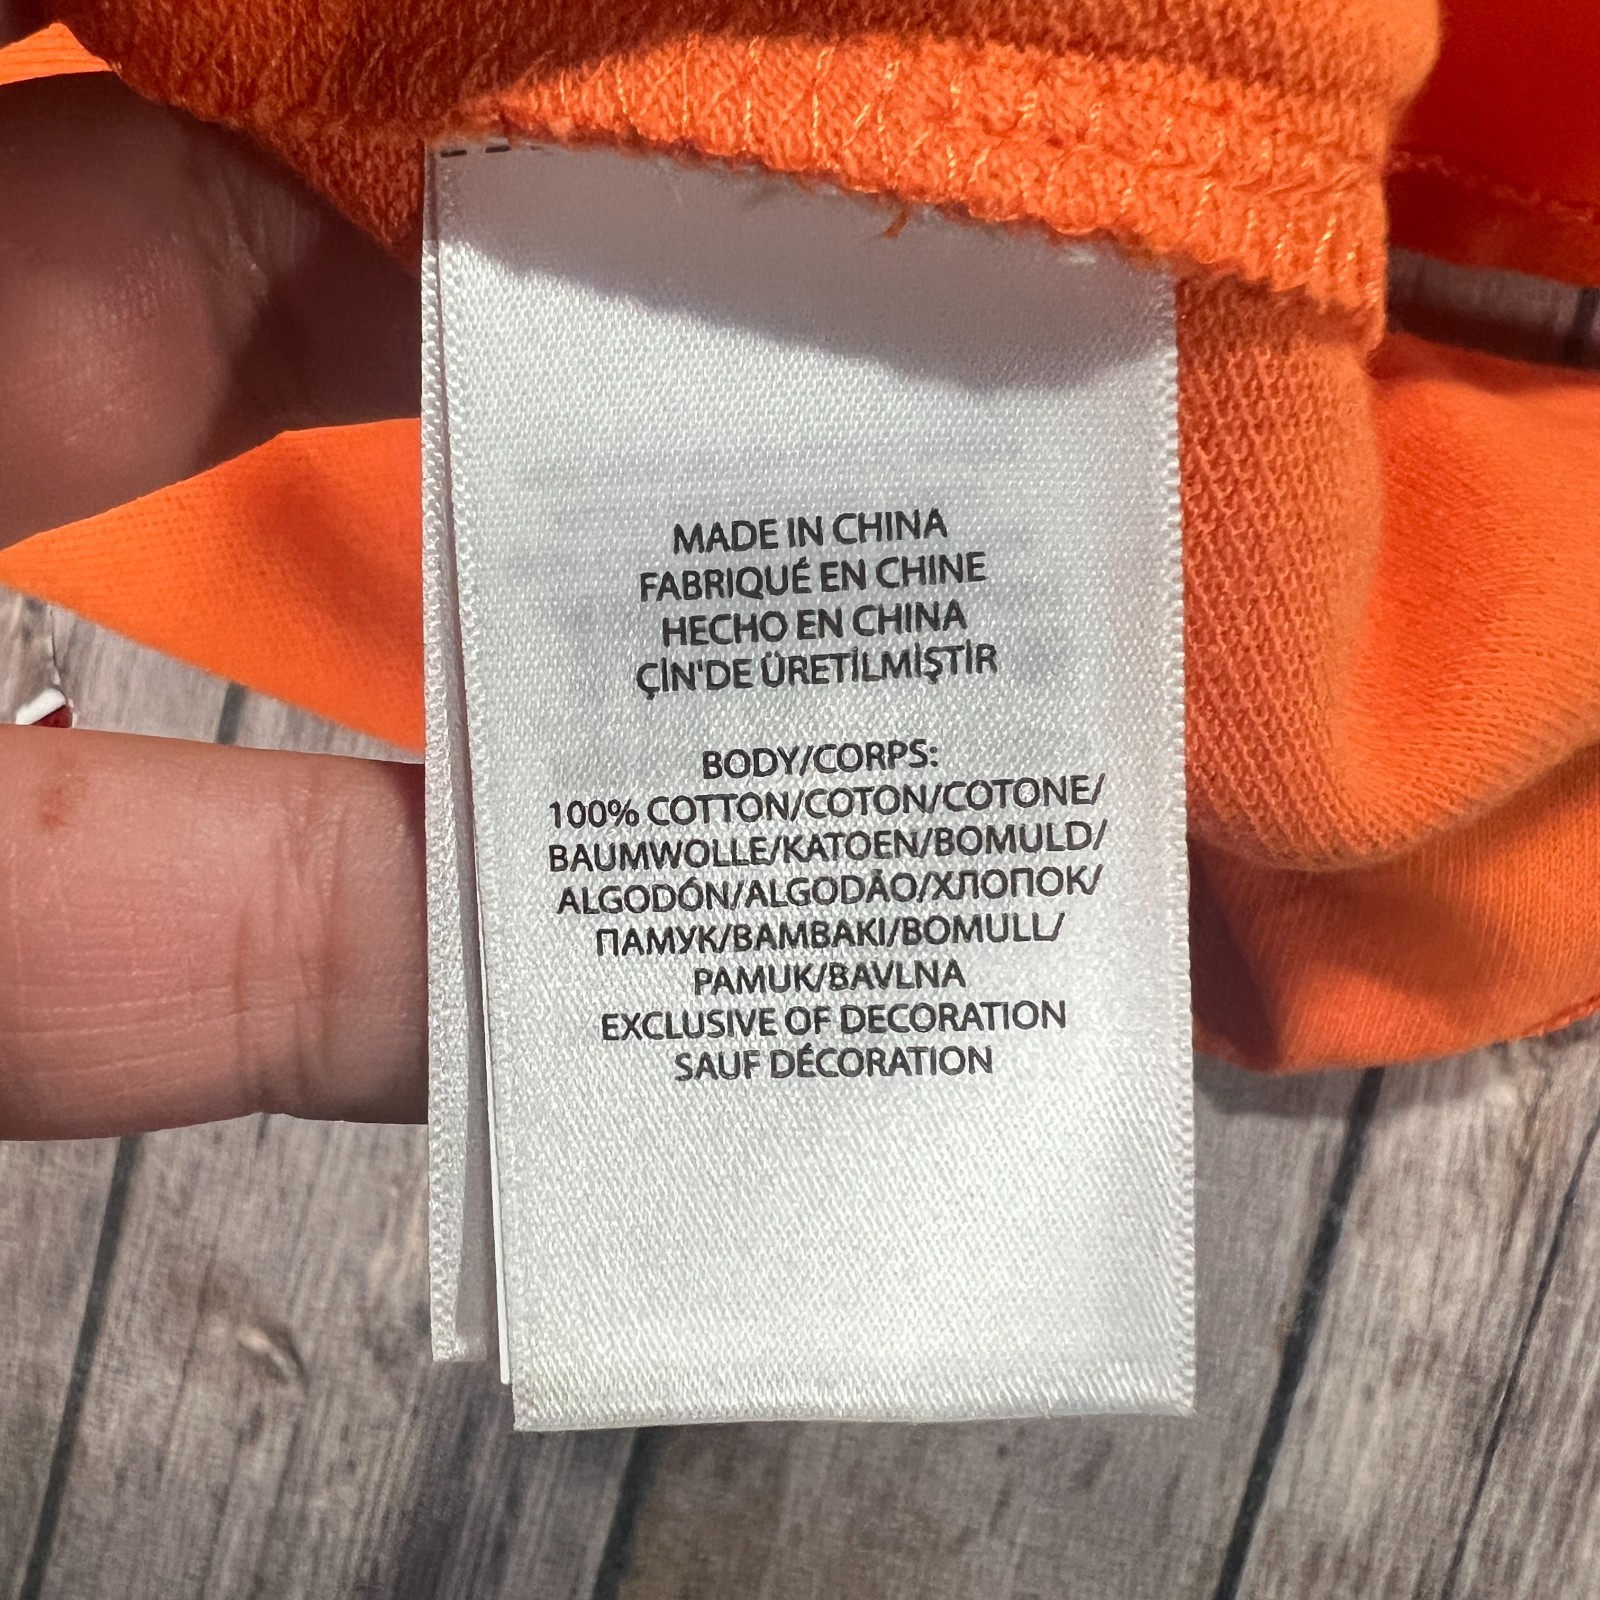 MADE IN CHINA
FABRIQUÉ EN CHINE
HECHO EN CHINA
ÇİN'DE ÜRETİLMİŞTİR
BODY/CORPS:
100% COTTON/COTON/COTONE/
BAUMWOLLE/KATOEN/BOMULD/
ALGODÓN/ALGODÃO/ХЛОПОК/
ПАМУК/BAMBAKI/BOMULL/
PAMUK/BAVLNA
EXCLUSIVE OF DECORATION
SAUF DÉCORATION